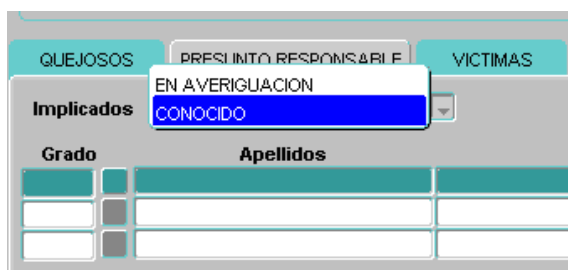 QUEJOSOS PRESUNTO RESPONSABLE VICTIMAS
EN AVERIGUACION
Implicados CONOCIDO
Grado Apellidos